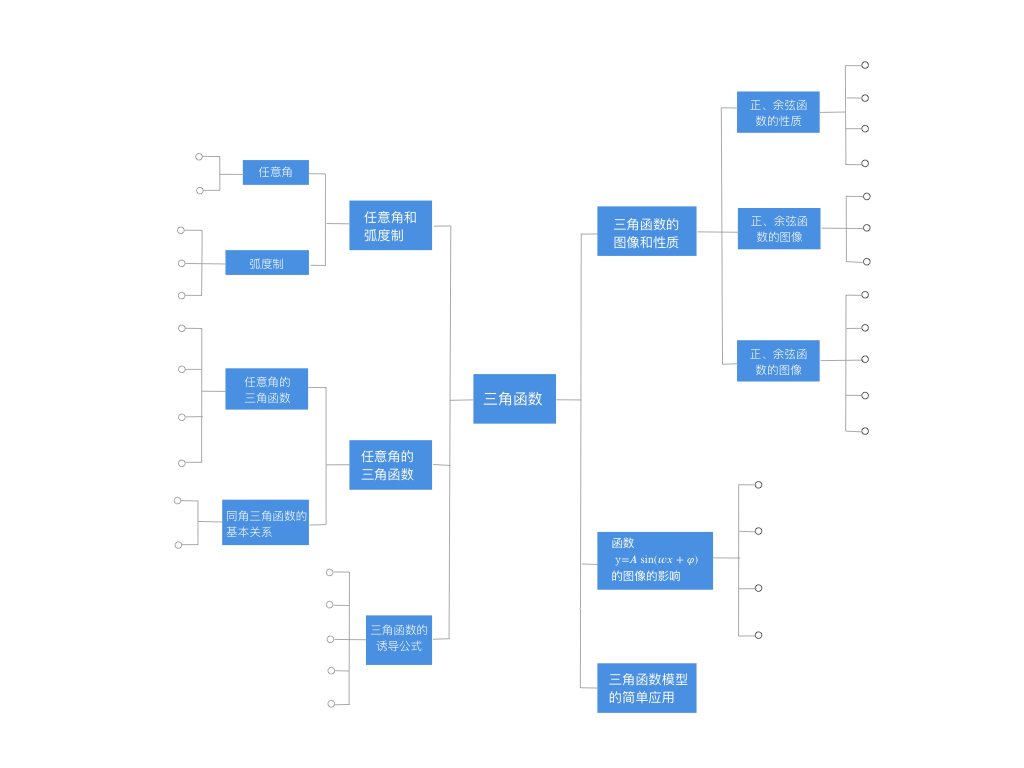 三角函数
任意角和
弧度制
任意角
弧度制
任意角的
三角函数
任意角的
三角函数
同角三角函数的
基本关系
三角函数的
诱导公式
三角函数的
图像和性质
正、余弦函
数的性质
正、余弦函
数的图像
正、余弦函
数的图像
函数
y=A sin(wx + φ)
的图像的影响
三角函数模型
的简单应用